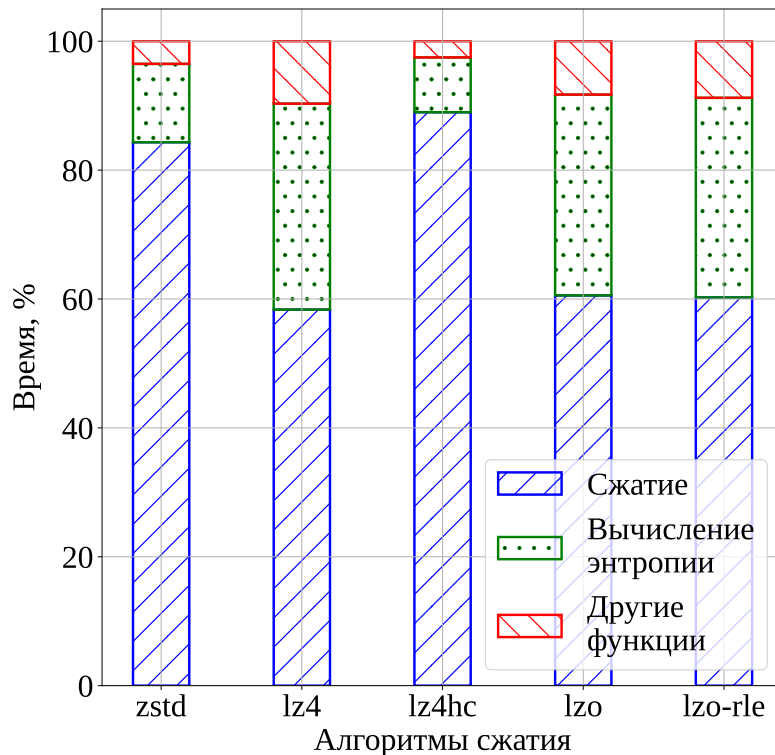 100
80
60
40
20
0
Время, %
Сжатие
Вычисление
энтропии
Другие
функции
zstd lz4 lz4hc lzo lzo-rle
Алгоритмы сжатия